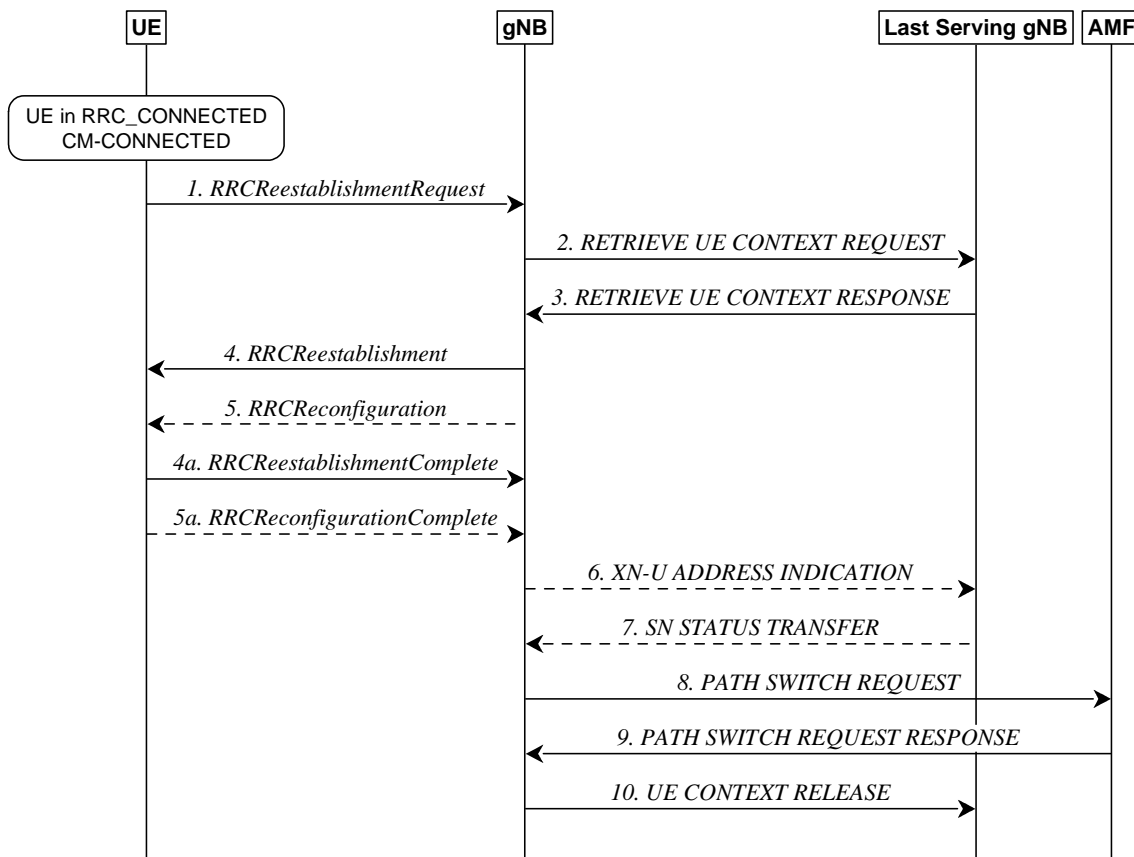 UE
gNB
Last Serving gNB
AMF
UE in RRC_CONNECTED
CM-CONNECTED
1. RRCReestablishmentRequest
2. RETRIEVE UE CONTEXT REQUEST
3. RETRIEVE UE CONTEXT RESPONSE
4. RRCReestablishment
5. RRCReconfiguration
4a. RRCReestablishmentComplete
5a. RRCReconfigurationComplete
6. XN-U ADDRESS INDICATION
7. SN STATUS TRANSFER
8. PATH SWITCH REQUEST
9. PATH SWITCH REQUEST RESPONSE
10. UE CONTEXT RELEASE